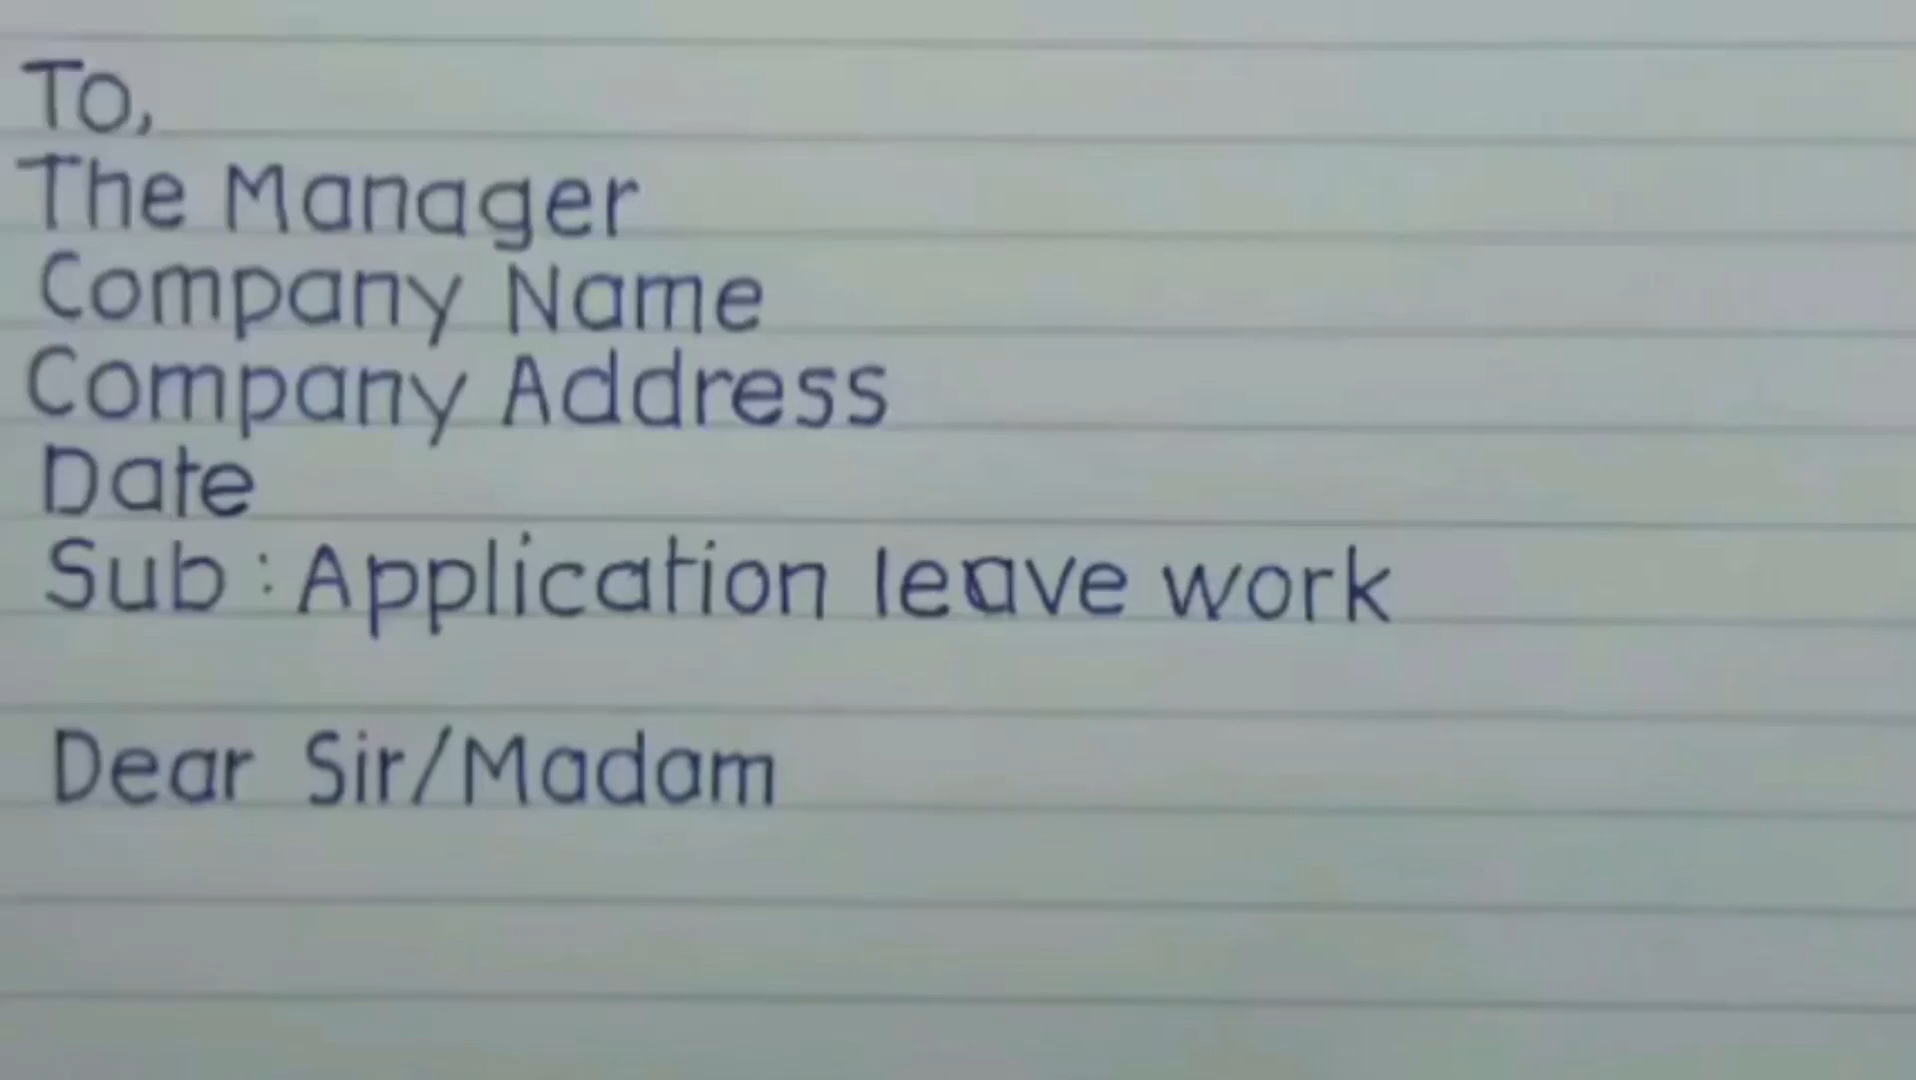 To,
The Manager
Company Name
Company Address
Date
Sub : Application leave work
Dear Sir/Madam